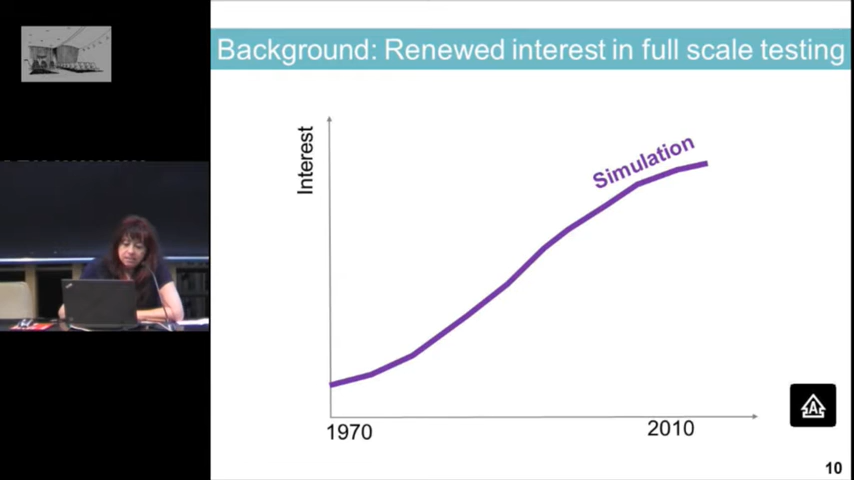 Background: Renewed interest in full scale testing
Interest
Simulation
1970
2010
10